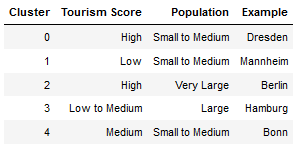 Cluster Tourism Score Population Example
0 High Small to Medium Dresden
1 Low Small to Medium Mannheim
2 High Very Large Berlin
3 Low to Medium Large Hamburg
4 Medium Small to Medium Bonn